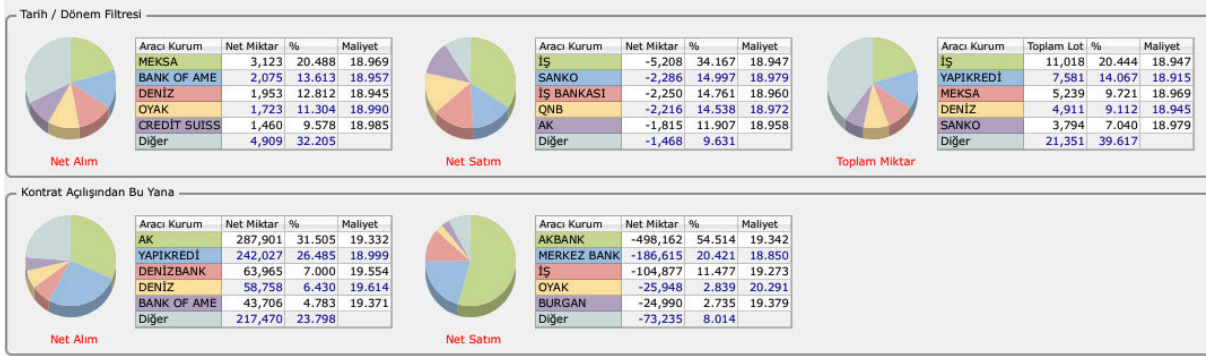 Tarih / Dönem Filtresi
Aracı Kurum Net Miktar % Maliyet
MEKSA 3,123 20.488 18.969
BANK OF AME 2,075 13.613 18.957
DENİZ 1,953 12.812 18.945
OYAK 1,723 11.304 18.990
CREDİT SUISS 1,460 9.578 18.985
Diğer 4,909 32.205
Net Alım
Aracı Kurum Net Miktar % Maliyet
İŞ -5,208 34.167 18.947
SANKO -2,286 14.997 18.979
İŞ BANKASI -2,250 14.761 18.960
QNB -2,216 14.538 18.972
AK -1,815 11.907 18.958
Diğer -1,468 9.631
Net Satım
Aracı Kurum Toplam Lot % Maliyet
İŞ 11,018 20.444 18.947
YAPIKREDİ 7,581 14.067 18.915
MEKSA 5,239 9.721 18.969
DENİZ 4,911 9.112 18.945
SANKO 3,794 7.040 18.979
Diğer 21,351 39.617
Toplam Miktar
Kontrat Açılışından Bu Yana
Aracı Kurum Net Miktar % Maliyet
AK 287,901 31.505 19.332
YAPIKREDİ 242,027 26.485 18.999
DENİZBANK 63,965 7.000 19.554
DENİZ 58,758 6.430 19.614
BANK OF AME 43,706 4.783 19.371
Diğer 217,470 23.798
Net Alım
Aracı Kurum Net Miktar % Maliyet
AKBANK -498,162 54.514 19.342
MERKEZ BANK -186,615 20.421 18.850
İŞ -104,877 11.477 19.273
OYAK -25,948 2.839 20.291
BURGAN -24,990 2.735 19.379
Diğer -73,235 8.014
Net Satım